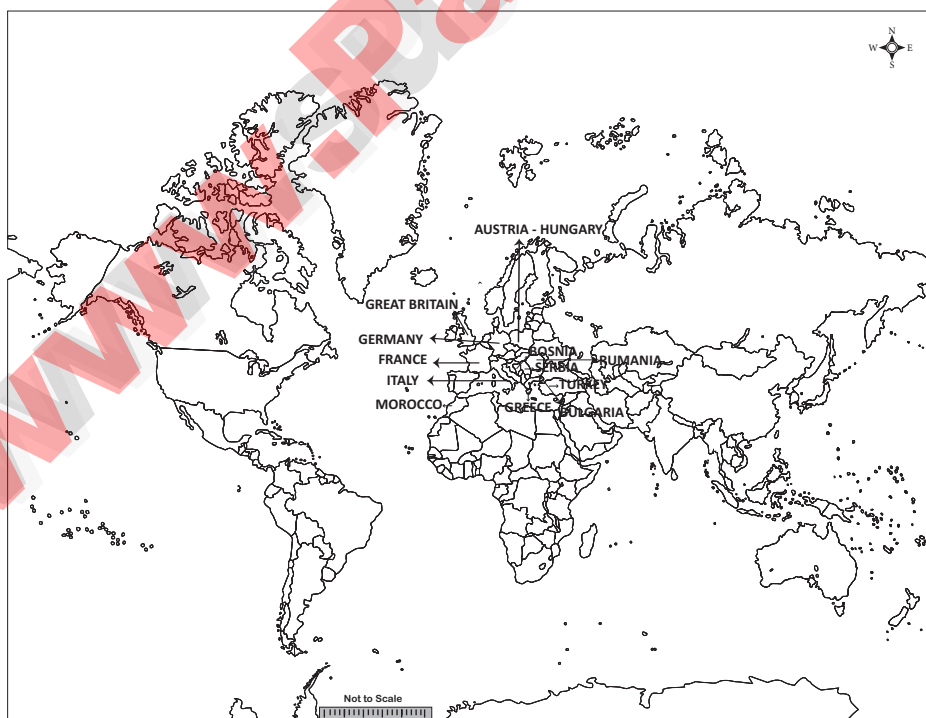 N
W E
S
AUSTRIA - HUNGARY
GREAT BRITAIN
GERMANY
BOSNIA
FRANCE
RUMANIA
SERBIA
ITALY
TURKEY
MOROCCO
GREECE
BULGARIA
Not to Scale